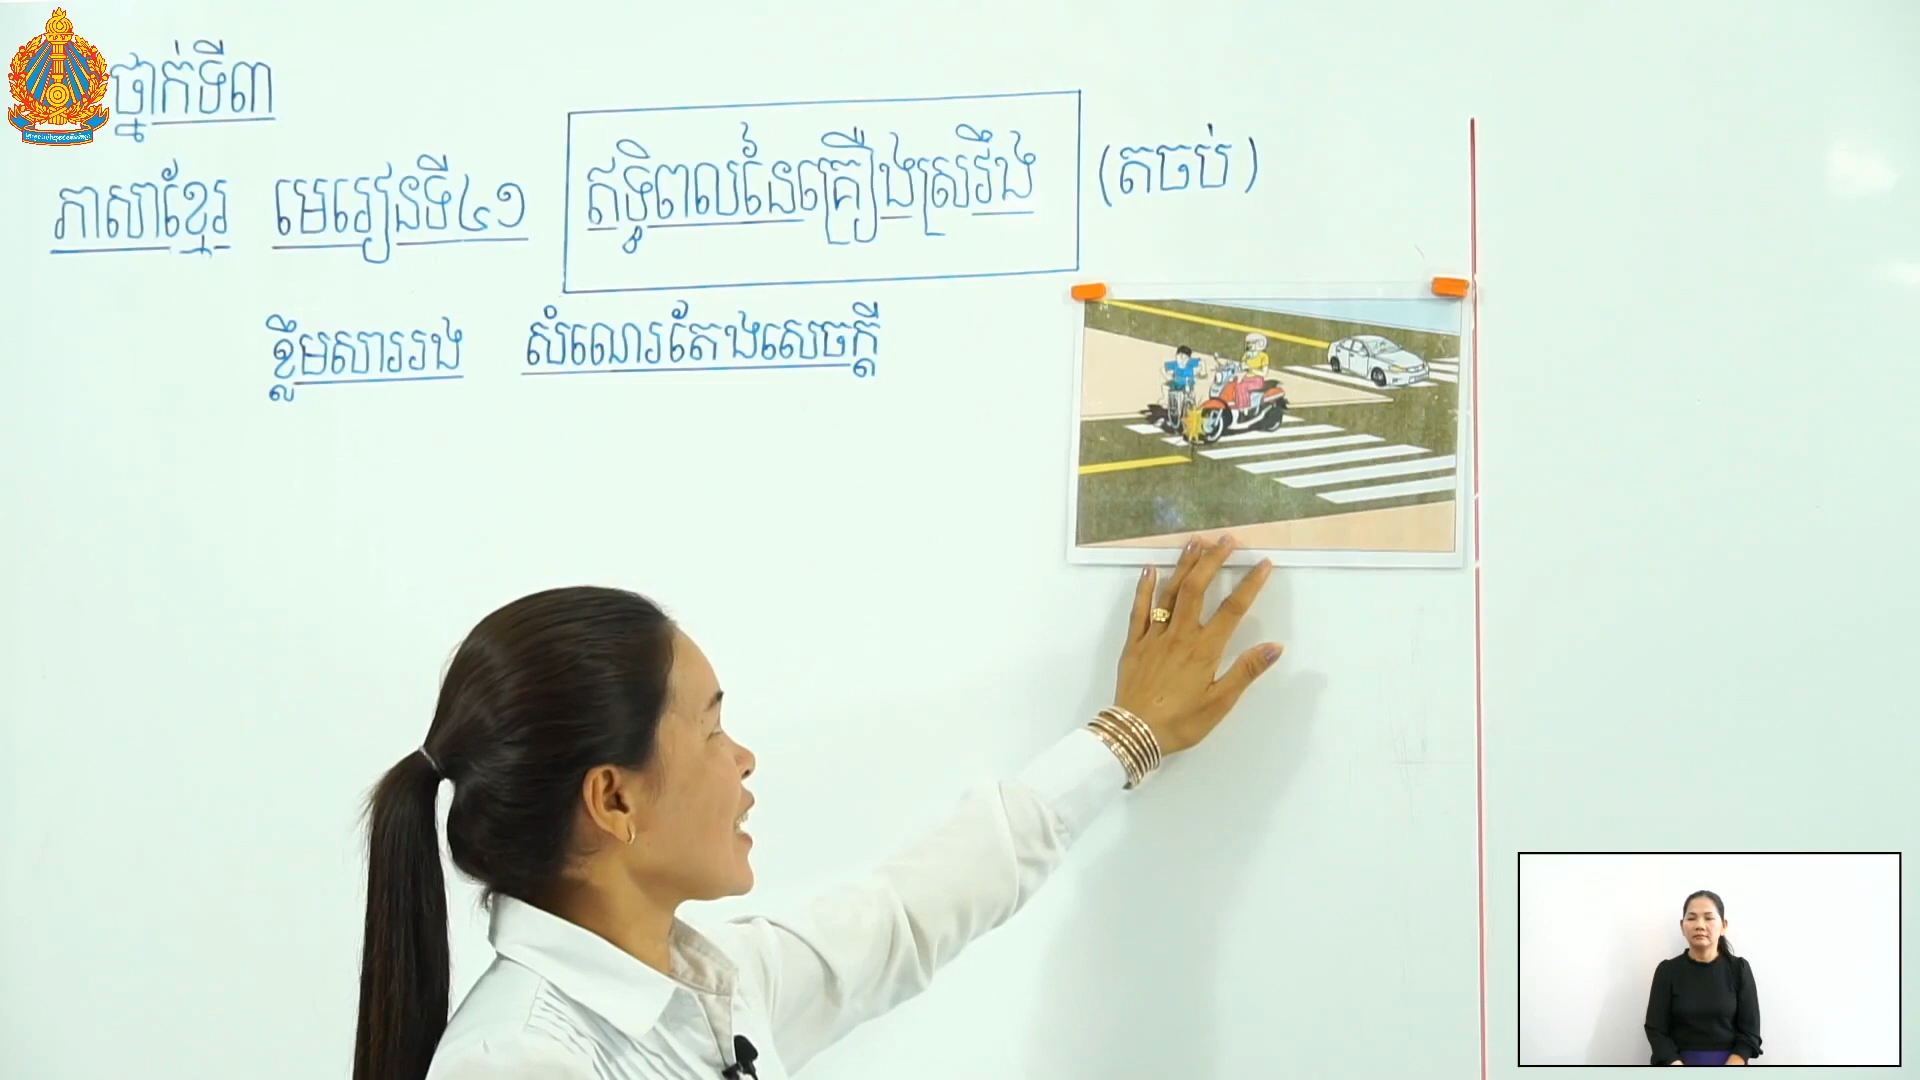 ថ្នាក់ទី៣
ភាសាខ្មែរ មេរៀនទី៤១ ឥទ្ធិពលនៃគ្រឿងស្រវឹង (តចប់)
ខ្លឹមសាររង សំណេរតែងសេចក្ដី